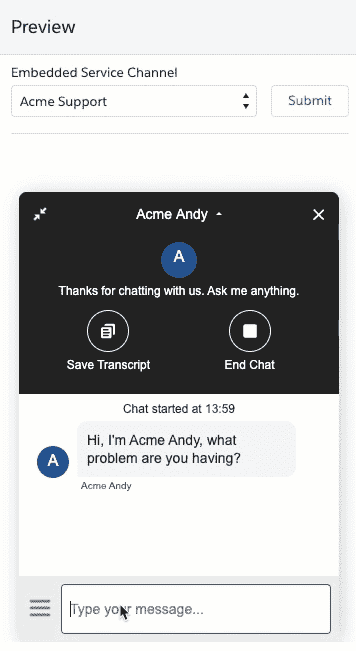 Preview
Embedded Service Channel
Acme Support
Submit
Acme Andy
A
Thanks for chatting with us. Ask me anything.
Save Transcript
End Chat
Chat started at 13:59
Hi, I'm Acme Andy, what
problem are you having?
A
Acme Andy
Type your message...